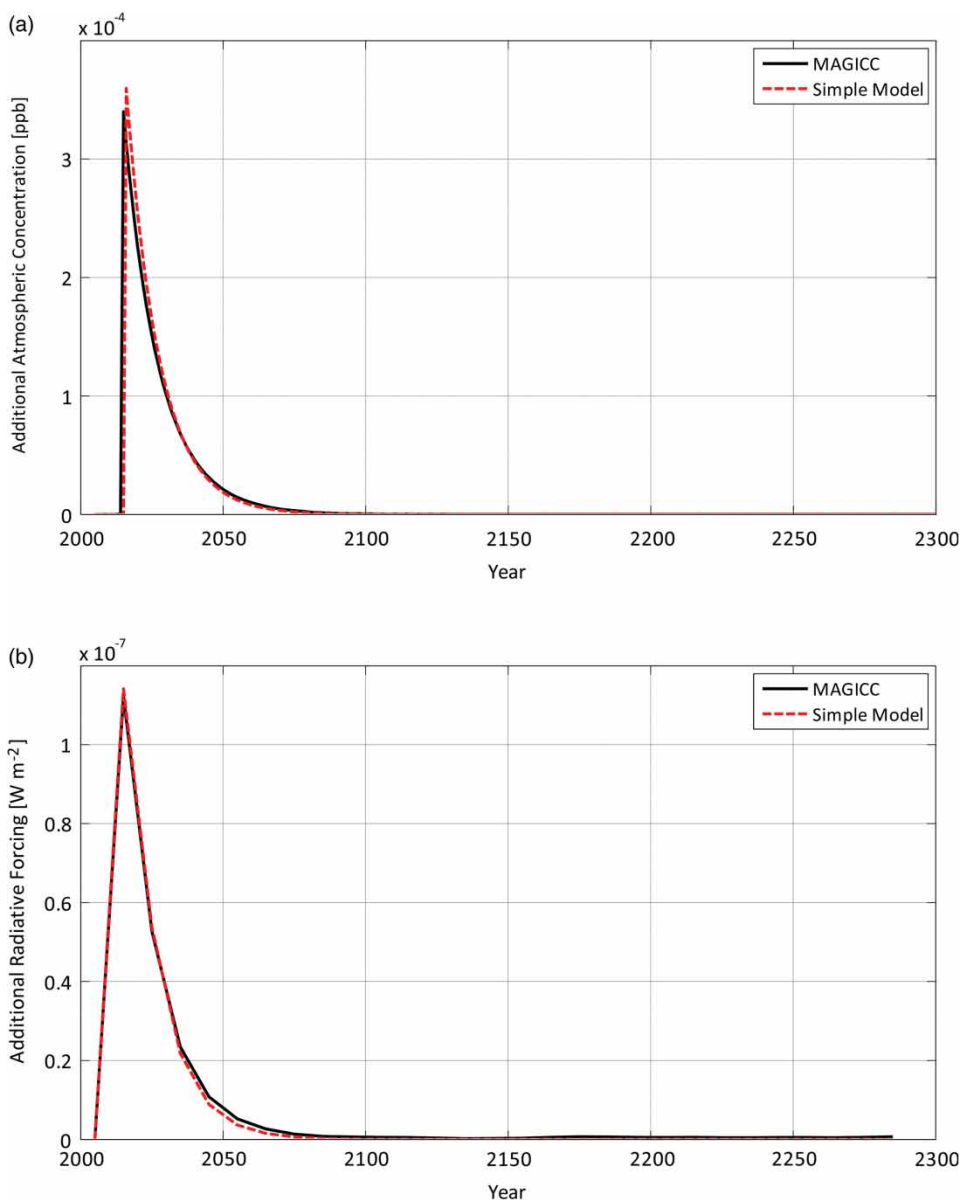 (a)
x 10-4
MAGICC
Simple Model
Additional Atmospheric Concentration [ppb]
3
2
1
0
2000 2050 2100 2150 2200 2250 2300
Year
(b)
x 10-7
MAGICC
Simple Model
Additional Radiative Forcing [W m-2]
1
0.8
0.6
0.4
0.2
0
2000 2050 2100 2150 2200 2250 2300
Year